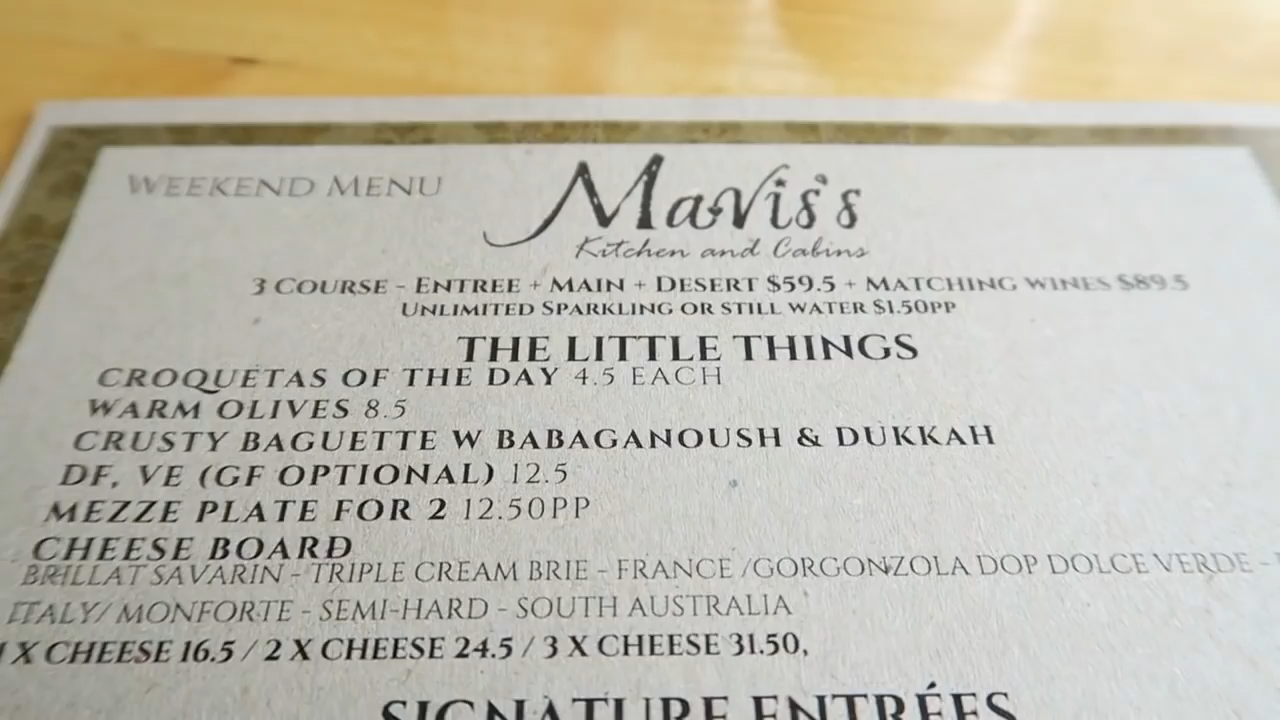 WEEKEND MENU
Mavis's
Kitchen and Cabins
3 COURSE - ENTREE + MAIN + DESERT $59.5 + MATCHING WINES $89.5
UNLIMITED SPARKLING OR STILL WATER $1.50PP
THE LITTLE THINGS
CROQUETAS OF THE DAY 4.5 EACH
WARM OLIVES 8.5
CRUSTY BAGUETTE W BABAGANOUSH & DUKKAH
DF, VE (GF OPTIONAL) 12.5
MEZZE PLATE FOR 2 12.50PP
CHEESE BOARD
BRILLAT SAVARIN - TRIPLE CREAM BRIE - FRANCE /GORGONZOLA DOP DOLCE VERDE -
ITALY/ MONFORTE - SEMI-HARD - SOUTH AUSTRALIA
1 X CHEESE 16.5 / 2 X CHEESE 24.5 / 3 X CHEESE 31.50,
SIGNATURE ENTRÉES